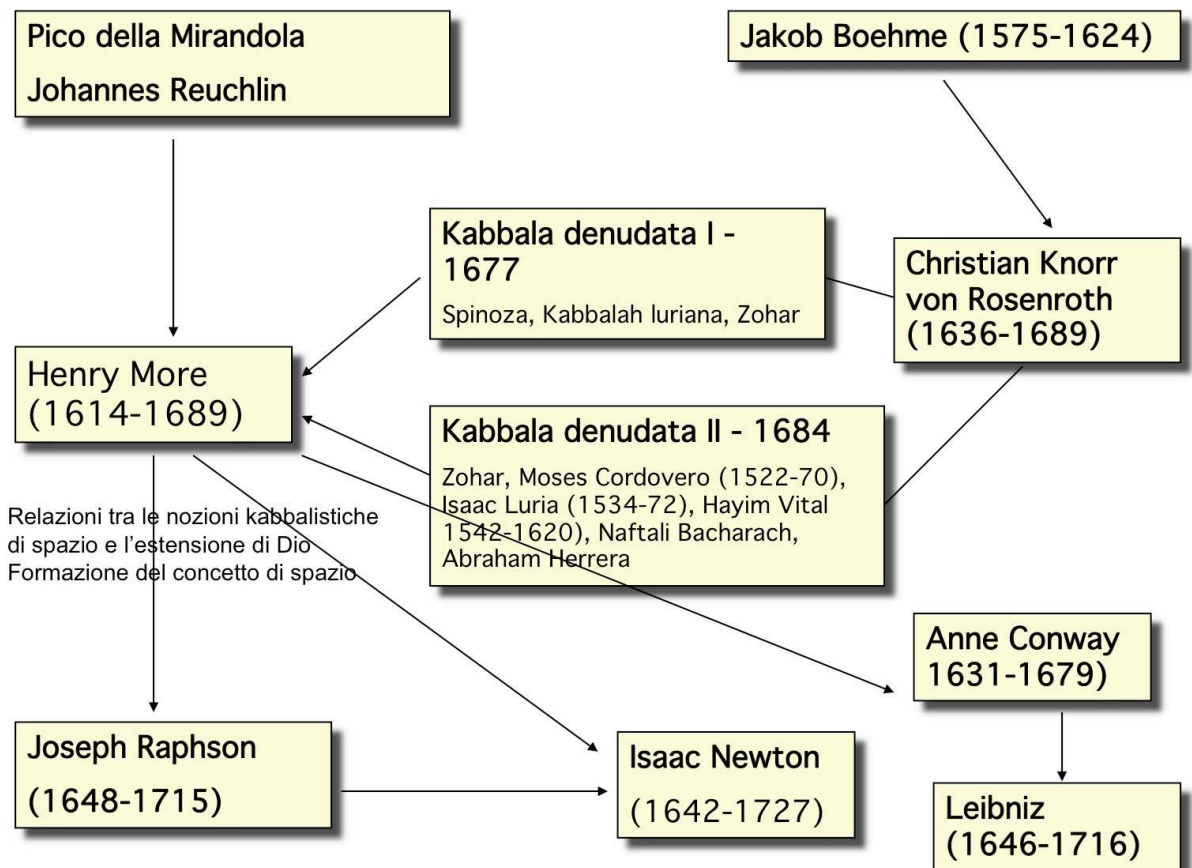 Pico della Mirandola
Johannes Reuchlin
Jakob Boehme (1575-1624)
Kabbala denudata I -
1677
Spinoza, Kabbalah luriana, Zohar
Christian Knorr
von Rosenroth
(1636-1689)
Henry More
(1614-1689)
Kabbala denudata II - 1684
Zohar, Moses Cordovero (1522-70),
Isaac Luria (1534-72), Hayim Vital
1542-1620), Naftali Bacharach,
Abraham Herrera
Relazioni tra le nozioni kabbalistiche
di spazio e l'estensione di Dio
Formazione del concetto di spazio
Anne Conway
1631-1679)
Joseph Raphson
(1648-1715)
Isaac Newton
(1642-1727)
Leibniz
(1646-1716)